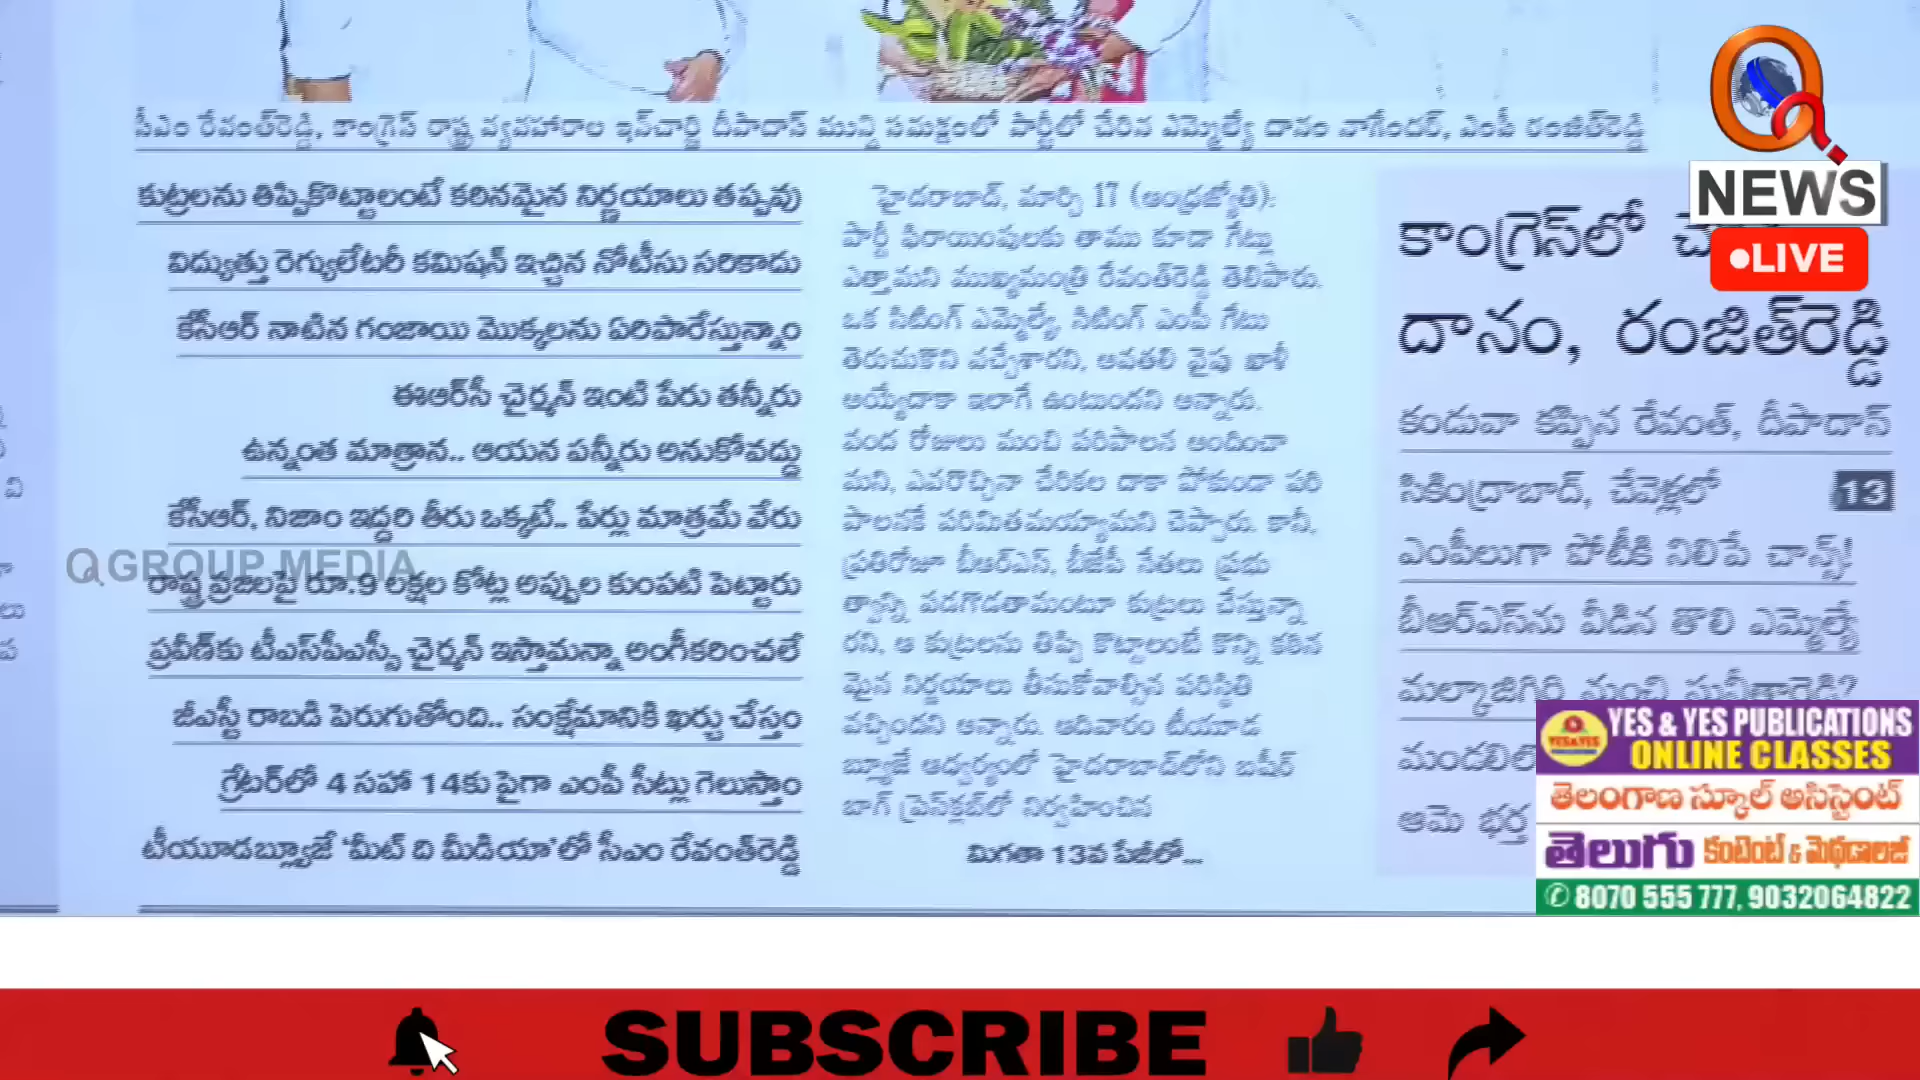 సీఎం రేవంత్‌రెడ్డి, కాంగ్రెస్ రాష్ట్ర వ్యవహారాల ఇన్‌చార్జి దీపాదాస్ మున్షి సమక్షంలో పార్టీలో చేరిన ఎమ్మెల్యే దానం నాగేందర్, ఎంపీ రంజిత్‌రెడ్డి
కుట్రలను తిప్పికొట్టాలంటే కఠినమైన నిర్ణయాలు తప్పవు
విద్యుత్తు రెగ్యులేటరీ కమిషన్ ఇచ్చిన నోటీసు సరికాదు
కేసీఆర్ నాటిన గంజాయి మొక్కలను ఏరిపారేస్తున్నాం
ఈఆర్‌సీ చైర్మన్ ఇంటి పేరు తన్నీరు
ఉన్నంత మాత్రాన.. ఆయన పన్నీరు అనుకోవద్దు
కేసీఆర్, నిజాం ఇద్దరి తీరు ఒక్కటే.. పేర్లు మాత్రమే వేరు
రాష్ట్ర ప్రజలపై రూ.9 లక్షల కోట్ల అప్పుల కుంపటి పెట్టారు
ప్రవీణ్‌కు టీఎస్‌పీఎస్సీ చైర్మన్ ఇస్తామన్నా అంగీకరించలే
జీఎస్టీ రాబడి పెరుగుతోంది.. సంక్షేమానికి ఖర్చు చేస్తం
గ్రేటర్‌లో 4 సహా 14కు పైగా ఎంపీ సీట్లు గెలుస్తాం
టీయూడబ్ల్యూజే 'మీట్ ది మీడియా'లో సీఎం రేవంత్‌రెడ్డి
హైదరాబాద్, మార్చి 17 (ఆంధ్రజ్యోతి):
పార్టీ ఫిరాయింపులకు తాము కూడా గేట్లు
ఎత్తామని ముఖ్యమంత్రి రేవంత్‌రెడ్డి తెలిపారు.
ఒక సిటింగ్ ఎమ్మెల్యే, సిటింగ్ ఎంపీ గేటు
తెరుచుకొని వచ్చేశారని, అవతలి వైపు ఖాళీ
అయ్యేదాకా ఇలాగే ఉంటుందని అన్నారు.
వంద రోజులు మంచి పరిపాలన అందించా
మని, ఎవరొచ్చినా చేరికల దాకా పోకుండా పరి
పాలనకే పరిమితమయ్యామని చెప్పారు. కానీ,
ప్రతిరోజూ బీఆర్ఎస్, బీజేపీ నేతలు ప్రభు
త్వాన్ని పడగొడతామంటూ కుట్రలు చేస్తున్నా
రని, ఆ కుట్రలను తిప్పి కొట్టాలంటే కొన్ని కఠిన
మైన నిర్ణయాలు తీసుకోవాల్సిన పరిస్థితి
వచ్చిందని అన్నారు. ఆదివారం టీయూడ
బ్ల్యూజే ఆధ్వర్యంలో హైదరాబాద్‌లోని బషీర్
బాగ్ ప్రెస్‌క్లబ్‌లో నిర్వహించిన
మిగతా 13వ పేజీలో...
కాంగ్రెస్‌లో
దానం, రంజిత్‌రెడ్డి
కండువా కప్పిన రేవంత్, దీపాదాస్
సికింద్రాబాద్, చేవెళ్లలో 13
ఎంపీలుగా పోటీకి నిలిపే చాన్స్!
బీఆర్ఎస్‌ను వీడిన తొలి ఎమ్మెల్యే
మల్కాజిగిరి నుంచి సునీతారెడ్డి?
ఆమె భర్త
Q GROUP MEDIA
NEWS
LIVE
YES & YES PUBLICATIONS
ONLINE CLASSES
తెలంగాణ స్కూల్ అసిస్టెంట్
తెలుగు కంటెంట్ & మెథడాలజీ
8070 555 777, 9032064822
SUBSCRIBE